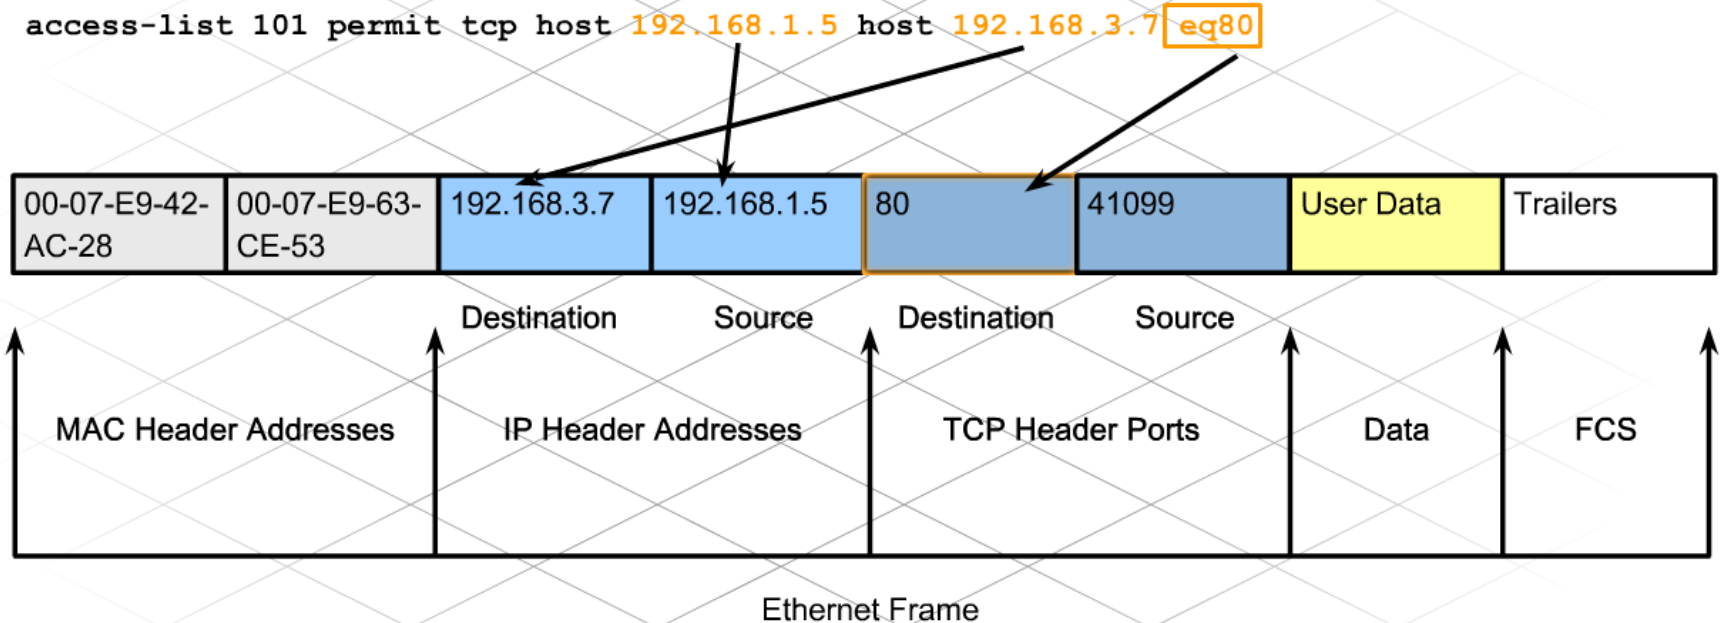 access-list 101 permit tcp host 192.168.1.5 host 192.168.3.7 eq80
00-07-E9-42-
AC-28
00-07-E9-63-
CE-53
192.168.3.7
192.168.1.5
80
41099
User Data
Trailers
Destination
Source
Destination
Source
MAC Header Addresses
IP Header Addresses
TCP Header Ports
Data
FCS
Ethernet Frame